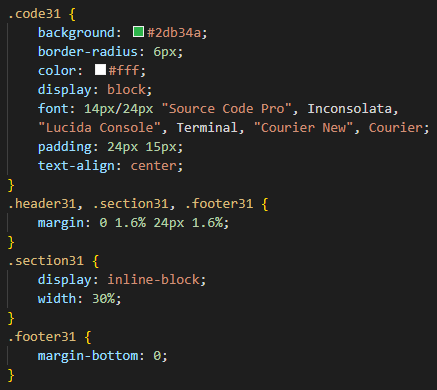 .code31 {
    background: #2db34a;
    border-radius: 6px;
    color: #fff;
    display: block;
    font: 14px/24px "Source Code Pro", Inconsolata,
    "Lucida Console", Terminal, "Courier New", Courier;
    padding: 24px 15px;
    text-align: center;
}
.header31, .section31, .footer31 {
    margin: 0 1.6% 24px 1.6%;
}
.section31 {
    display: inline-block;
    width: 30%;
}
.footer31 {
    margin-bottom: 0;
}